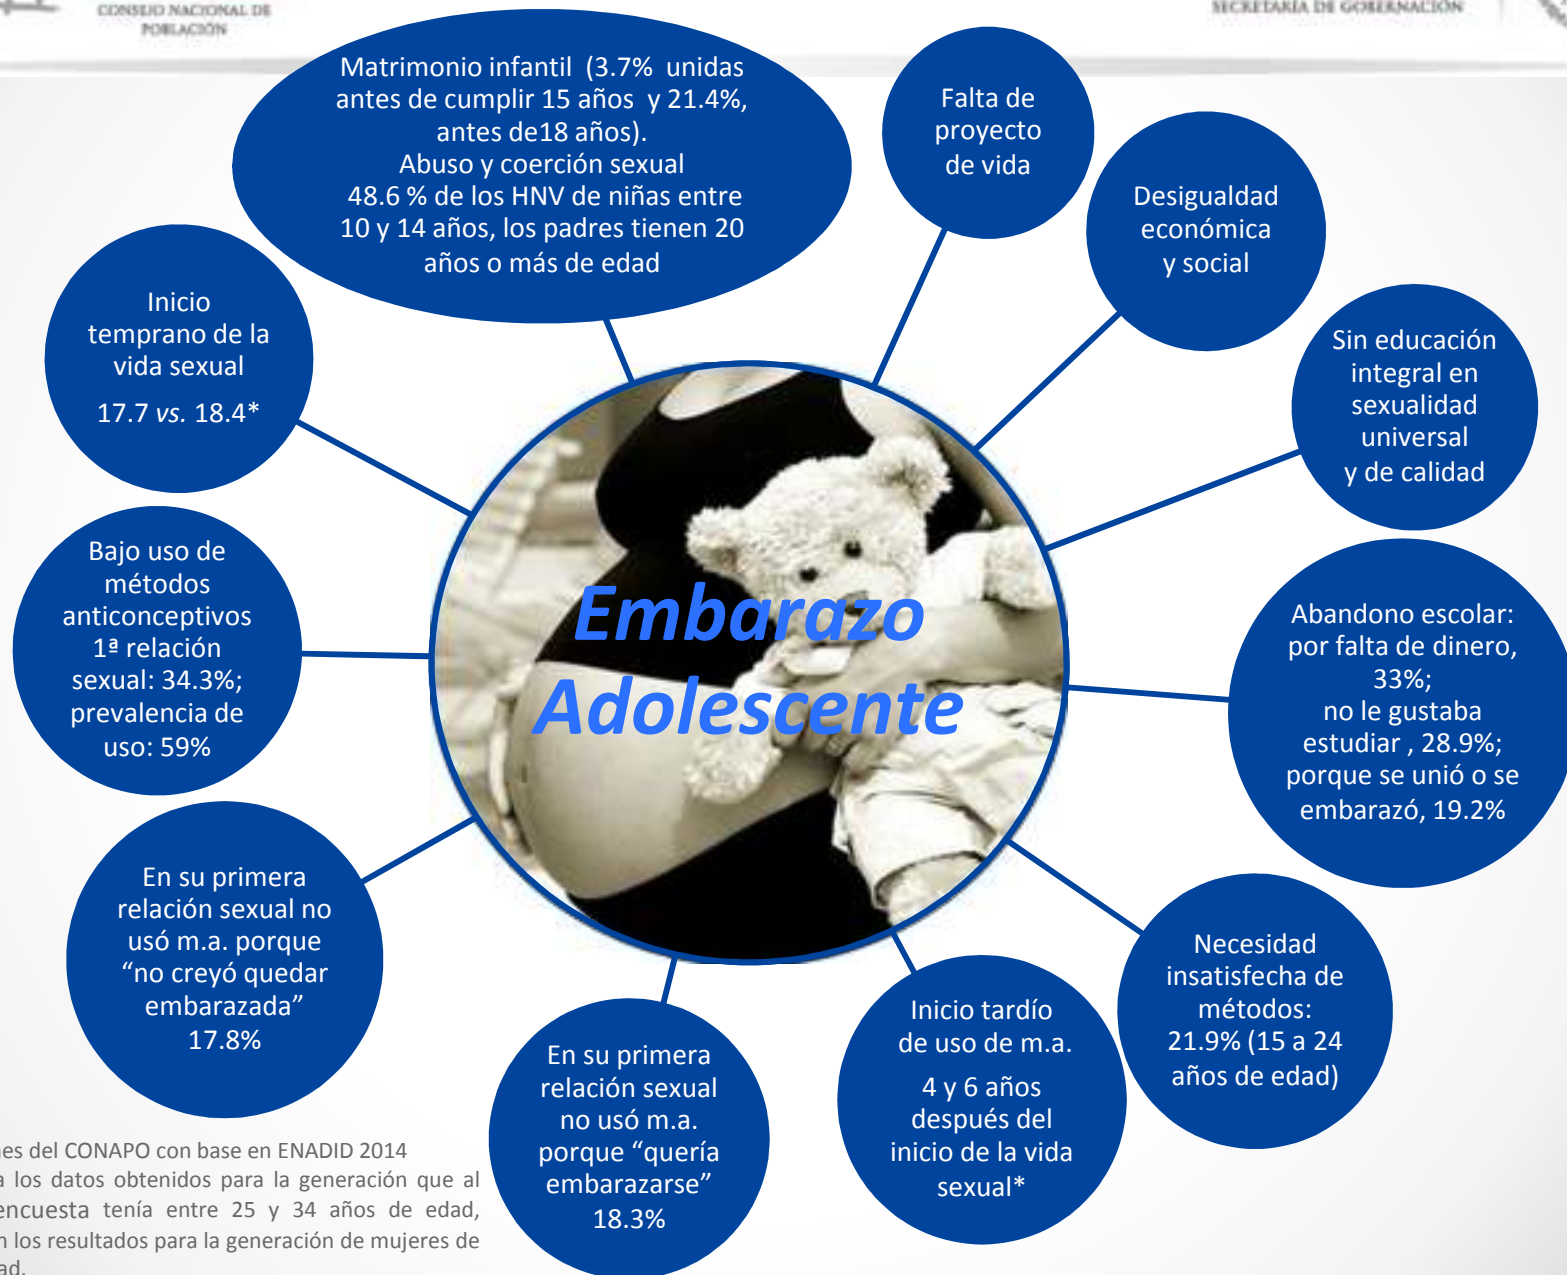 CONSEJO NACIONAL DE
POBLACIÓN
SECRETARÍA DE GOBERNACIÓN
Matrimonio infantil (3.7% unidas
antes de cumplir 15 años y 21.4%,
antes de18 años).
Abuso y coerción sexual
48.6 % de los HNV de niñas entre
10 y 14 años, los padres tienen 20
años o más de edad
Falta de
proyecto
de vida
Desigualdad
económica
y social
Sin educación
integral en
sexualidad
universal
y de calidad
Abandono escolar:
por falta de dinero,
33%;
no le gustaba
estudiar , 28.9%;
porque se unió o se
embarazó, 19.2%
Necesidad
insatisfecha de
métodos:
21.9% (15 a 24
años de edad)
Inicio tardío
de uso de m.a.
4 y 6 años
después del
inicio de la vida
sexual*
En su primera
relación sexual
no usó m.a.
porque “quería
embarazarse”
18.3%
En su primera
relación sexual no
usó m.a. porque
“no creyó quedar
embarazada”
17.8%
Bajo uso de
métodos
anticonceptivos
1ª relación
sexual: 34.3%;
prevalencia de
uso: 59%
Inicio
temprano de la
vida sexual
17.7 vs. 18.4*
Embarazo
Adolescente
es del CONAPO con base en ENADID 2014
a los datos obtenidos para la generación que al
encuesta tenía entre 25 y 34 años de edad,
n los resultados para la generación de mujeres de
ad.